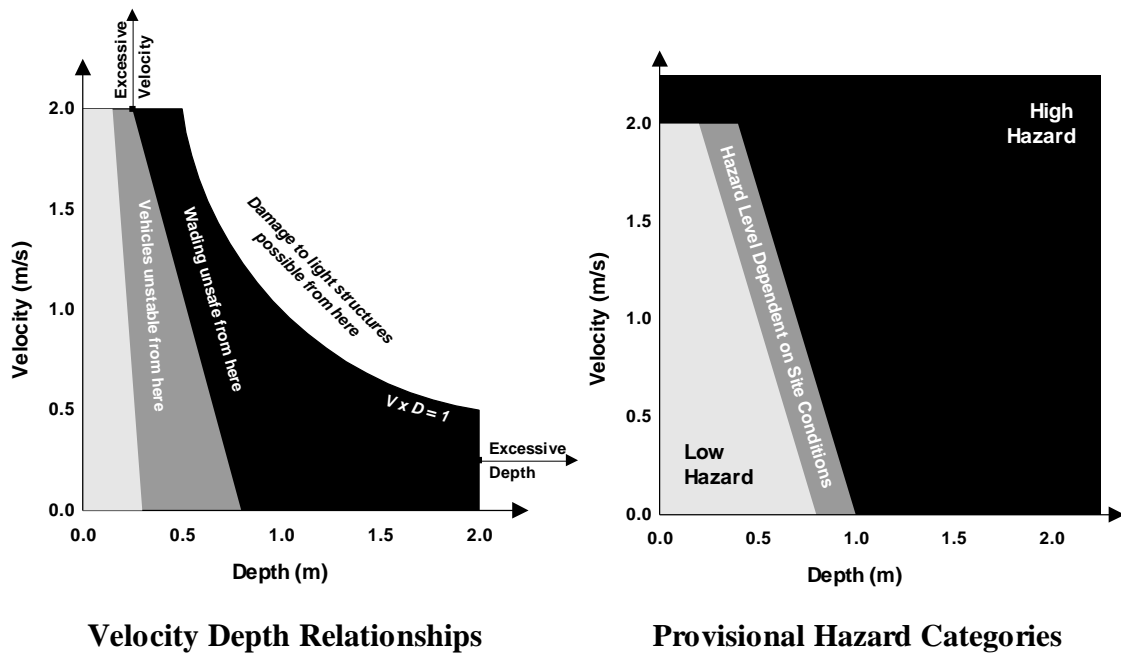 Excessive
Velocity
Velocity (m/s)
2.0
1.5
1.0
0.5
0.0
Vehicles unstable from here
Wading unsafe from here
Damage to light structures
possible from here
V x D = 1
Excessive
Depth
0.0 0.5 1.0 1.5 2.0
Depth (m)
Velocity Depth Relationships
Velocity (m/s)
2.0
1.5
1.0
0.5
0.0
High
Hazard
Hazard Level Dependent on Site Conditions
Low
Hazard
0.0 0.5 1.0 1.5 2.0
Depth (m)
Provisional Hazard Categories